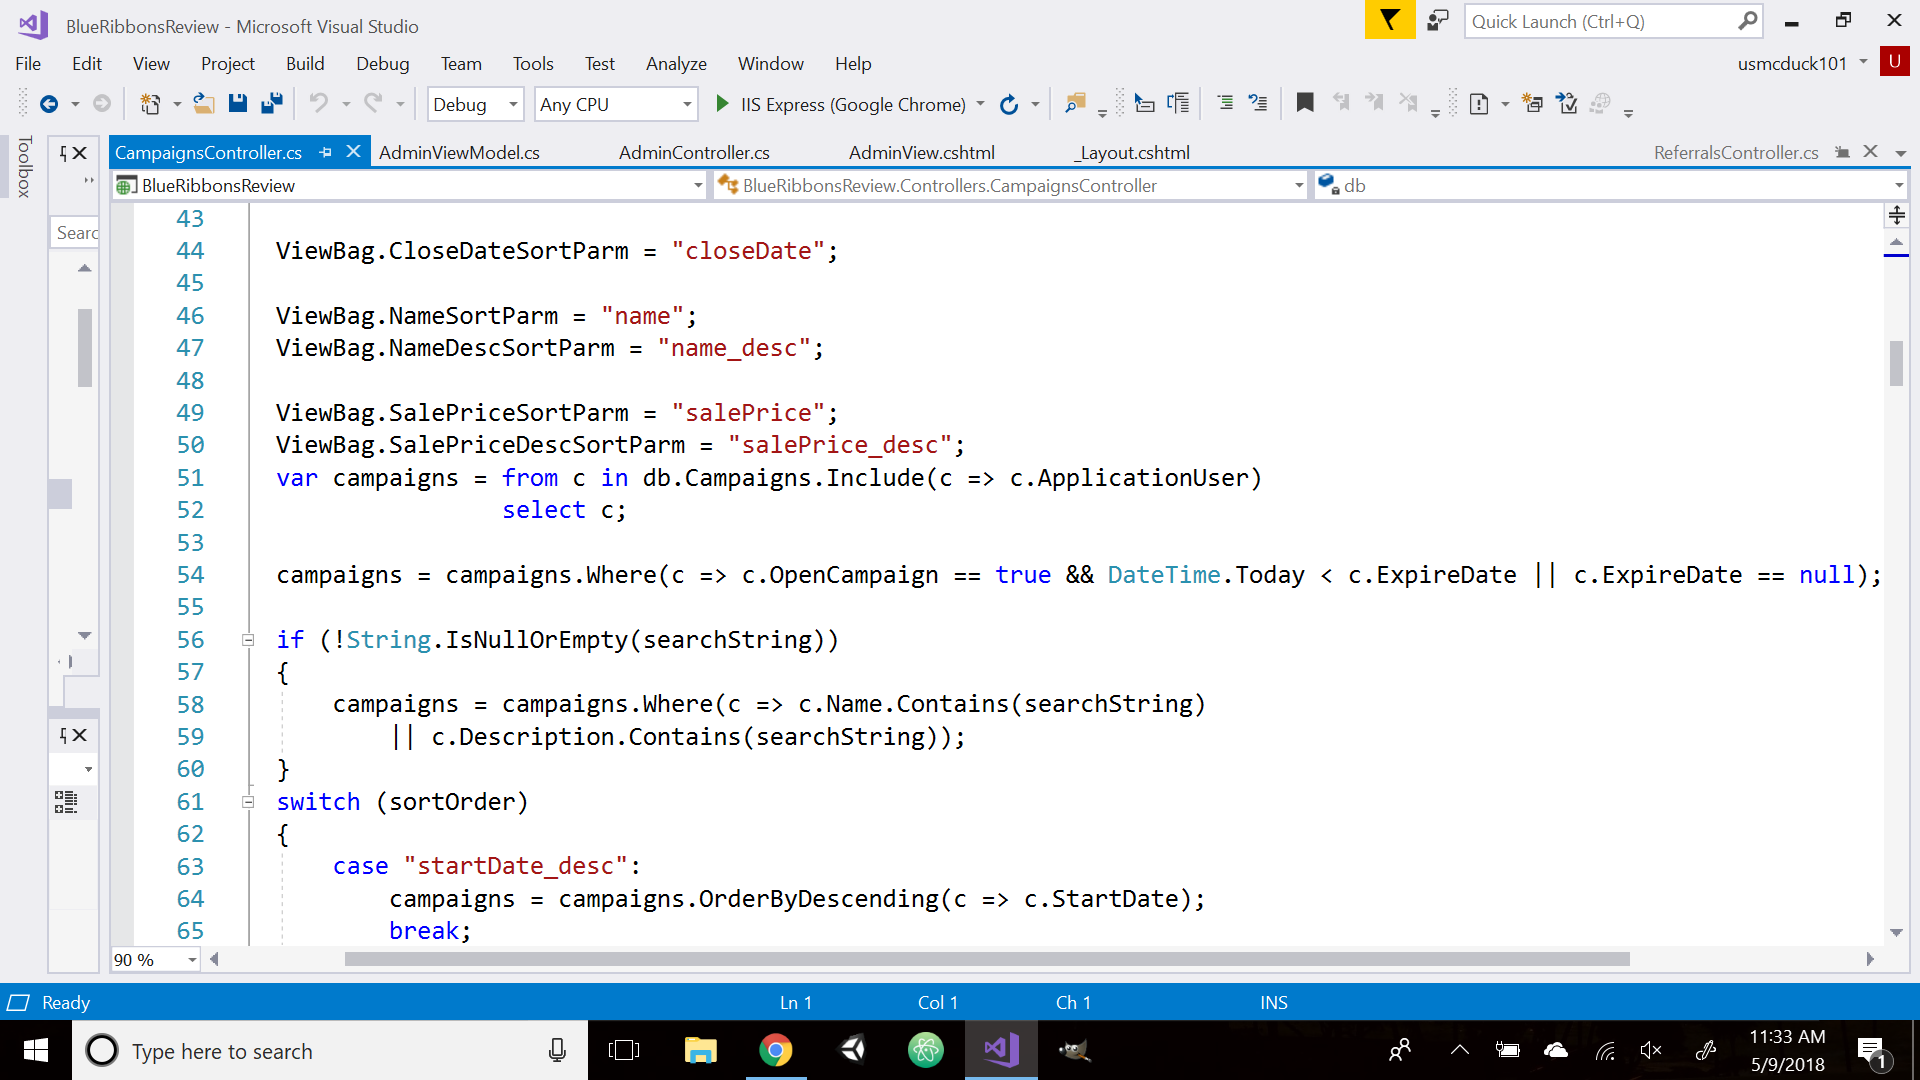 BlueRibbonsReview - Microsoft Visual Studio
Quick Launch (Ctrl+Q)
File Edit View Project Build Debug Team Tools Test Analyze Window Help
usmcduck101 U
Debug Any CPU IIS Express (Google Chrome)
Toolbox
CampaignsController.cs AdminViewModel.cs AdminController.cs AdminView.cshtml _Layout.cshtml ReferralsController.cs
BlueRibbonsReview BlueRibbonsReview.Controllers.CampaignsController db
Searc
43
44 ViewBag.CloseDateSortParm = "closeDate";
45
46 ViewBag.NameSortParm = "name";
47 ViewBag.NameDescSortParm = "name_desc";
48
49 ViewBag.SalePriceSortParm = "salePrice";
50 ViewBag.SalePriceDescSortParm = "salePrice_desc";
51 var campaigns = from c in db.Campaigns.Include(c => c.ApplicationUser)
52 select c;
53
54 campaigns = campaigns.Where(c => c.OpenCampaign == true && DateTime.Today < c.ExpireDate || c.ExpireDate == null);
55
56 if (!String.IsNullOrEmpty(searchString))
57 {
58 campaigns = campaigns.Where(c => c.Name.Contains(searchString)
59 || c.Description.Contains(searchString));
60 }
61 switch (sortOrder)
62 {
63 case "startDate_desc":
64 campaigns = campaigns.OrderByDescending(c => c.StartDate);
65 break;
90 %
Ready Ln 1 Col 1 Ch 1 INS
Type here to search
11:33 AM
5/9/2018
1